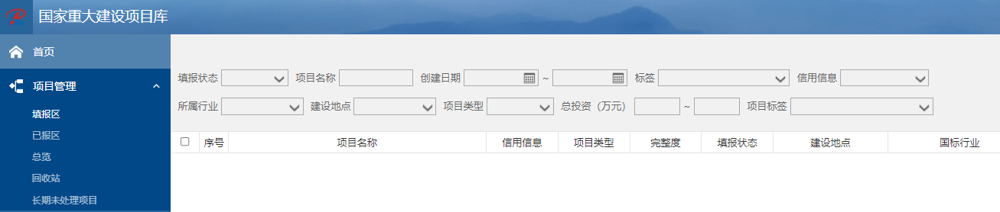 国家重大建设项目库
首页
项目管理
填报区
已报区
总览
回收站
长期未处理项目
填报状态 项目名称 创建日期 ~ 标签 信用信息
所属行业 建设地点 项目类型 总投资（万元） ~ 项目标签
序号 项目名称 信用信息 项目类型 完整度 填报状态 建设地点 国标行业